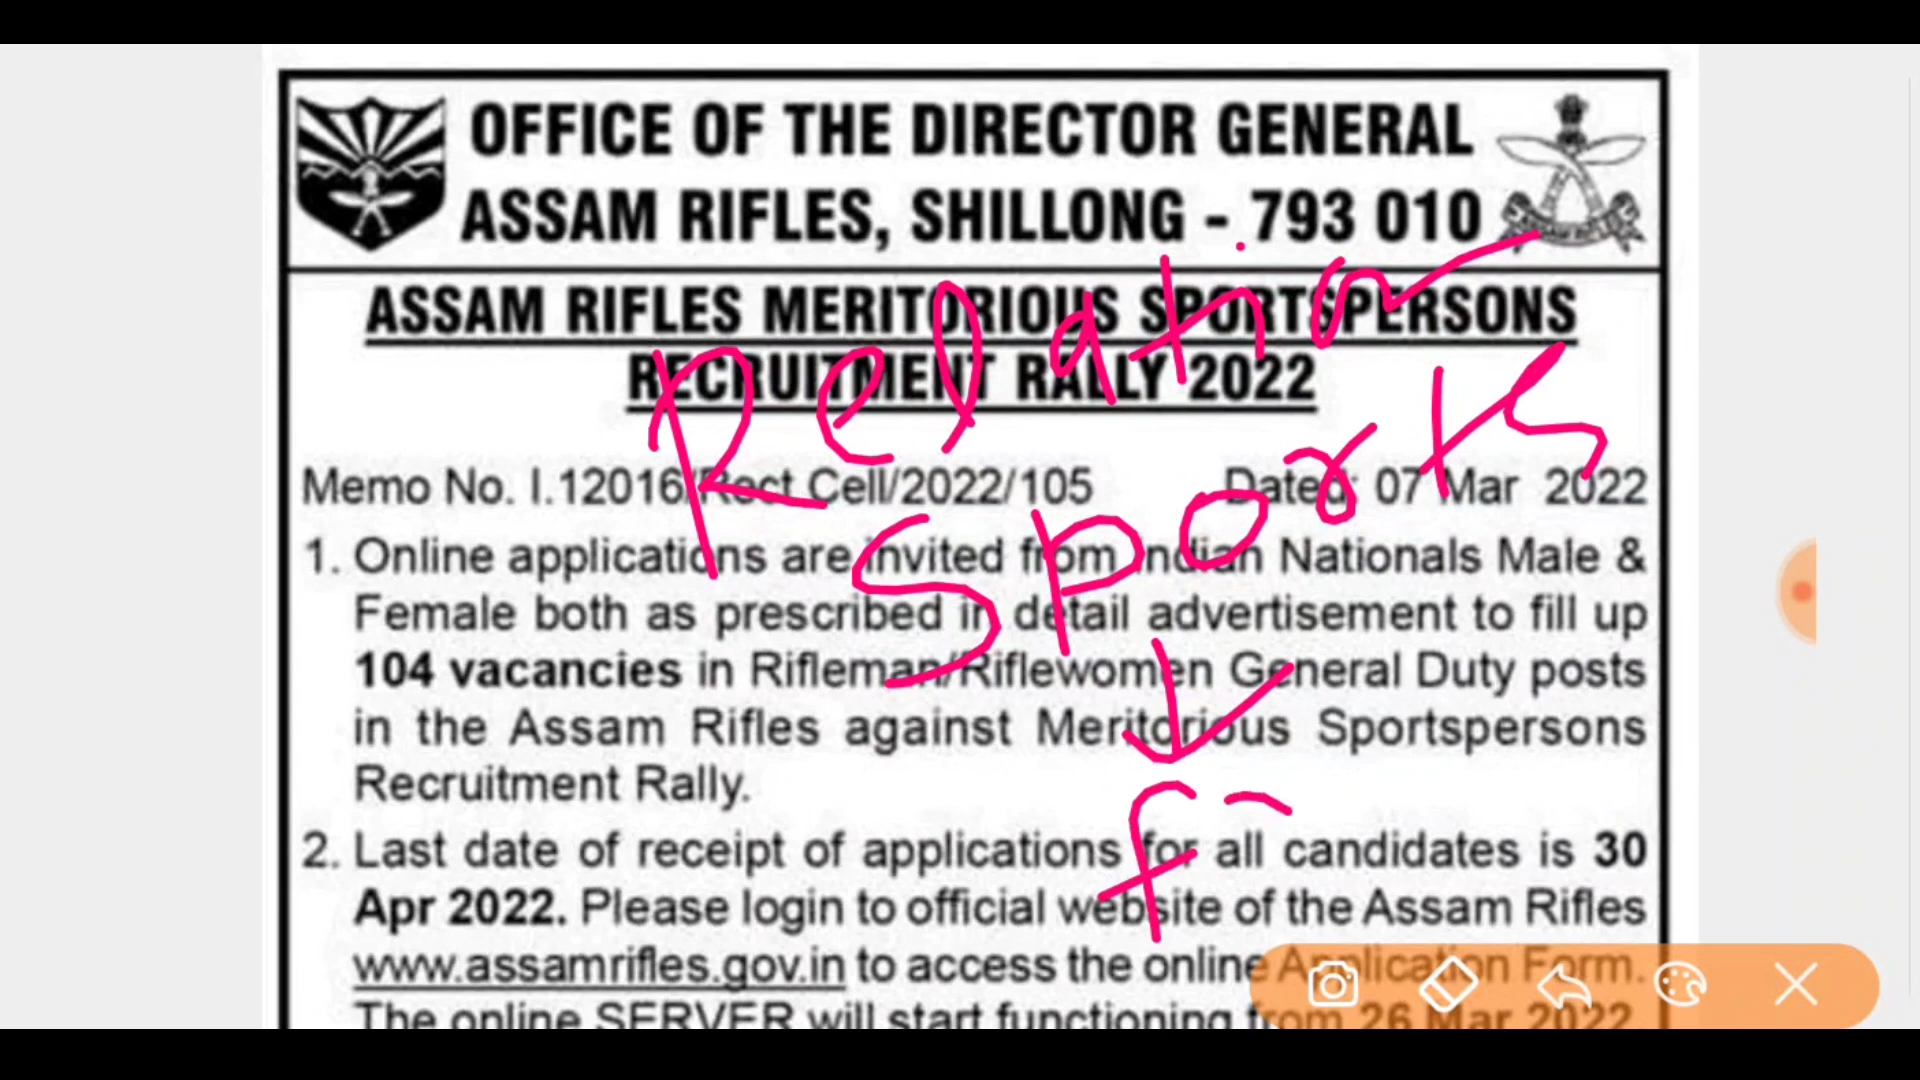 OFFICE OF THE DIRECTOR GENERAL
ASSAM RIFLES, SHILLONG - 793 010
ASSAM RIFLES MERITORIOUS SPORTSPERSONS
RECRUITMENT RALLY 2022
Memo No. I.12016/Rect Cell/2022/105 Dated: 07 Mar 2022
1. Online applications are invited from Indian Nationals Male &
Female both as prescribed in detail advertisement to fill up
104 vacancies in Rifleman/Riflewomen General Duty posts
in the Assam Rifles against Meritorious Sportspersons
Recruitment Rally.
2. Last date of receipt of applications for all candidates is 30
Apr 2022. Please login to official website of the Assam Rifles
www.assamrifles.gov.in to access the online Application Form.
The online SERVER will start functioning from 26 Mar 2022
Sports
F